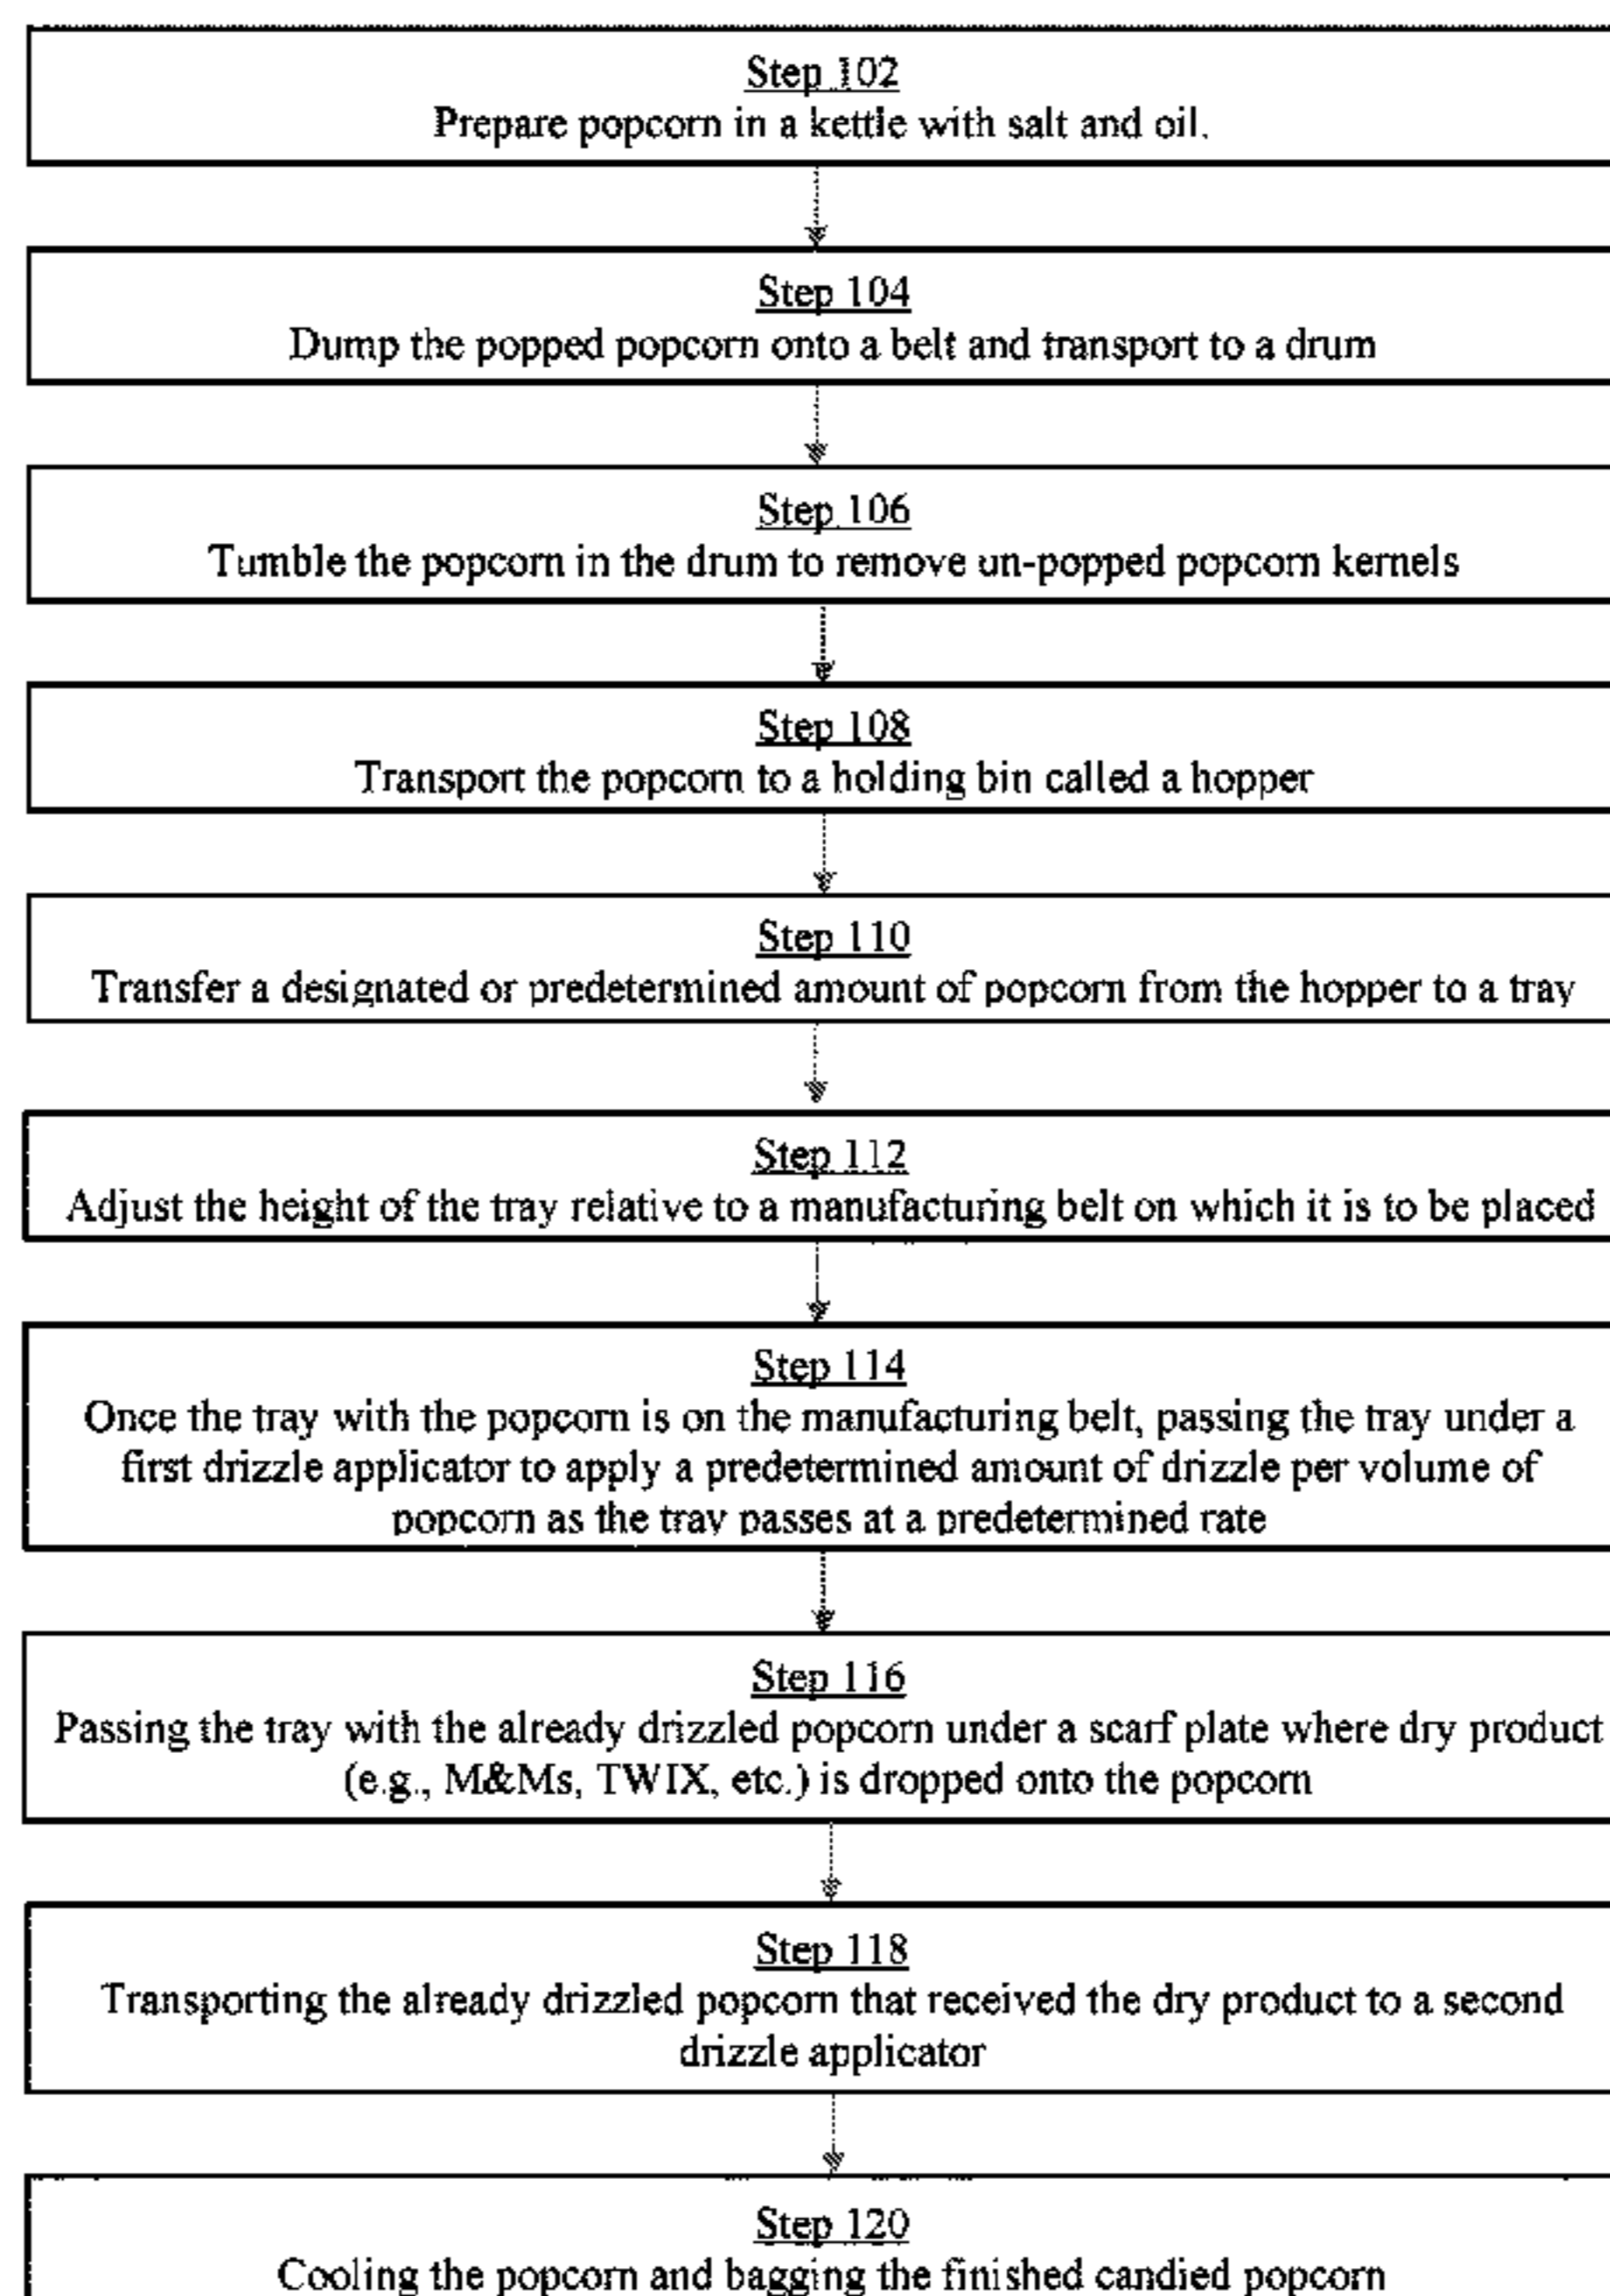 Step 102
Prepare popcorn in a kettle with salt and oil.
Step 104
Dump the popped popcorn onto a belt and transport to a drum
Step 106
Tumble the popcorn in the drum to remove un-popped popcorn kernels
Step 108
Transport the popcorn to a holding bin called a hopper
Step 110
Transfer a designated or predetermined amount of popcorn from the hopper to a tray
Step 112
Adjust the height of the tray relative to a manufacturing belt on which it is to be placed
Step 114
Once the tray with the popcorn is on the manufacturing belt, passing the tray under a
first drizzle applicator to apply a predetermined amount of drizzle per volume of
popcorn as the tray passes at a predetermined rate
Step 116
Passing the tray with the already drizzled popcorn under a scarf plate where dry product
(e.g., M&Ms, TWIX, etc.) is dropped onto the popcorn
Step 118
Transporting the already drizzled popcorn that received the dry product to a second
drizzle applicator
Step 120
Cooling the popcorn and bagging the finished candied popcorn